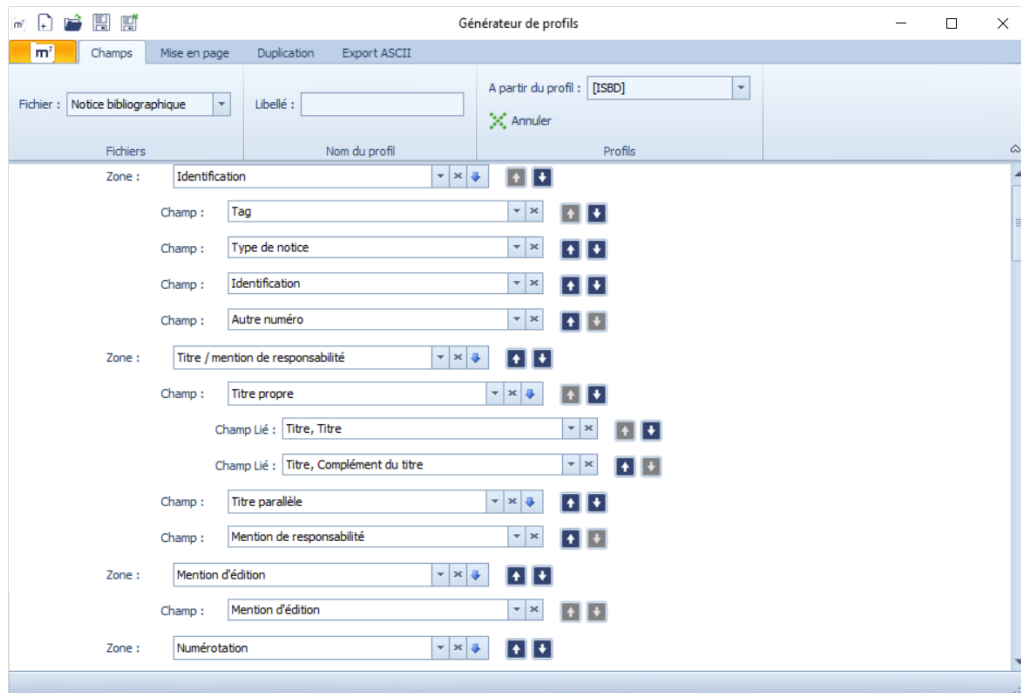 Générateur de profils
m7 Champs Mise en page Duplication Export ASCII
A partir du profil : [ISBD]
Fichier : Notice bibliographique Libellé :
Annuler
Fichiers Nom du profil Profils
Zone : Identification
Champ : Tag
Champ : Type de notice
Champ : Identification
Champ : Autre numéro
Zone : Titre / mention de responsabilité
Champ : Titre propre
Champ Lié : Titre, Titre
Champ Lié : Titre, Complément du titre
Champ : Titre parallèle
Champ : Mention de responsabilité
Zone : Mention d'édition
Champ : Mention d'édition
Zone : Numérotation